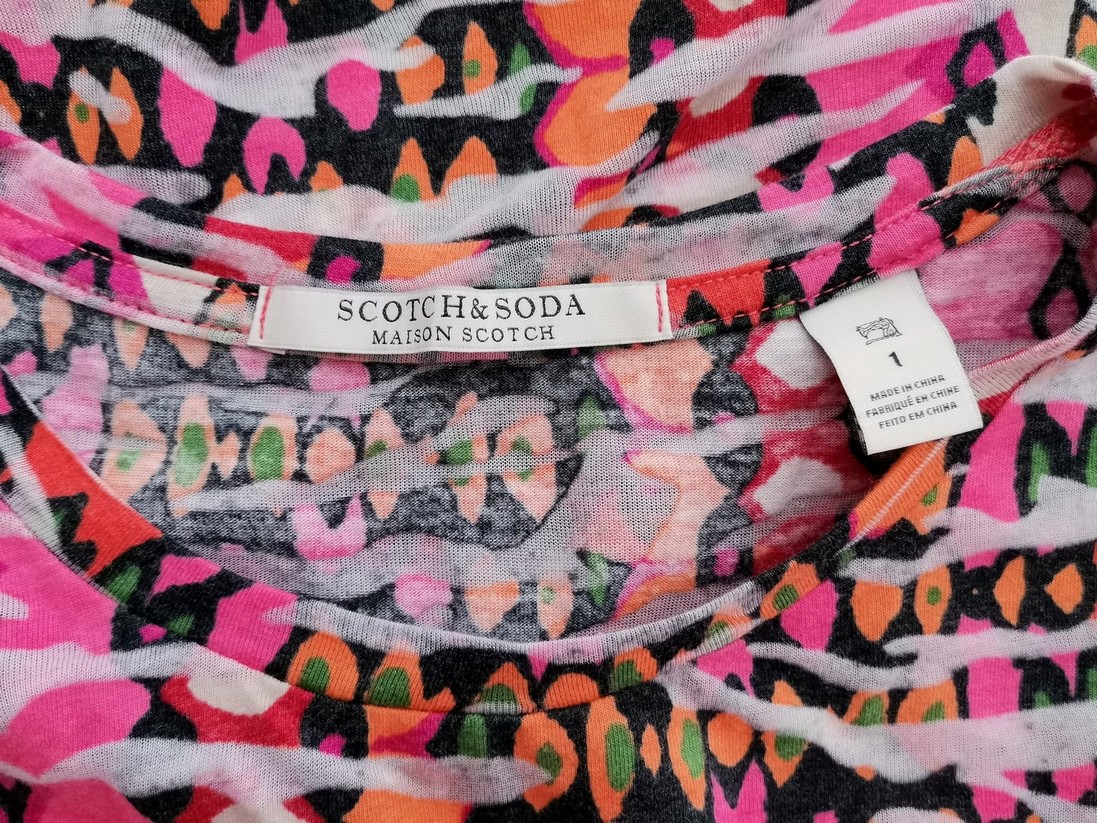 SCOTCH&SODA
MAISON SCOTCH
1
MADE IN CHINA
FABRIQUÉ EN CHINE
FEITO EM CHINA